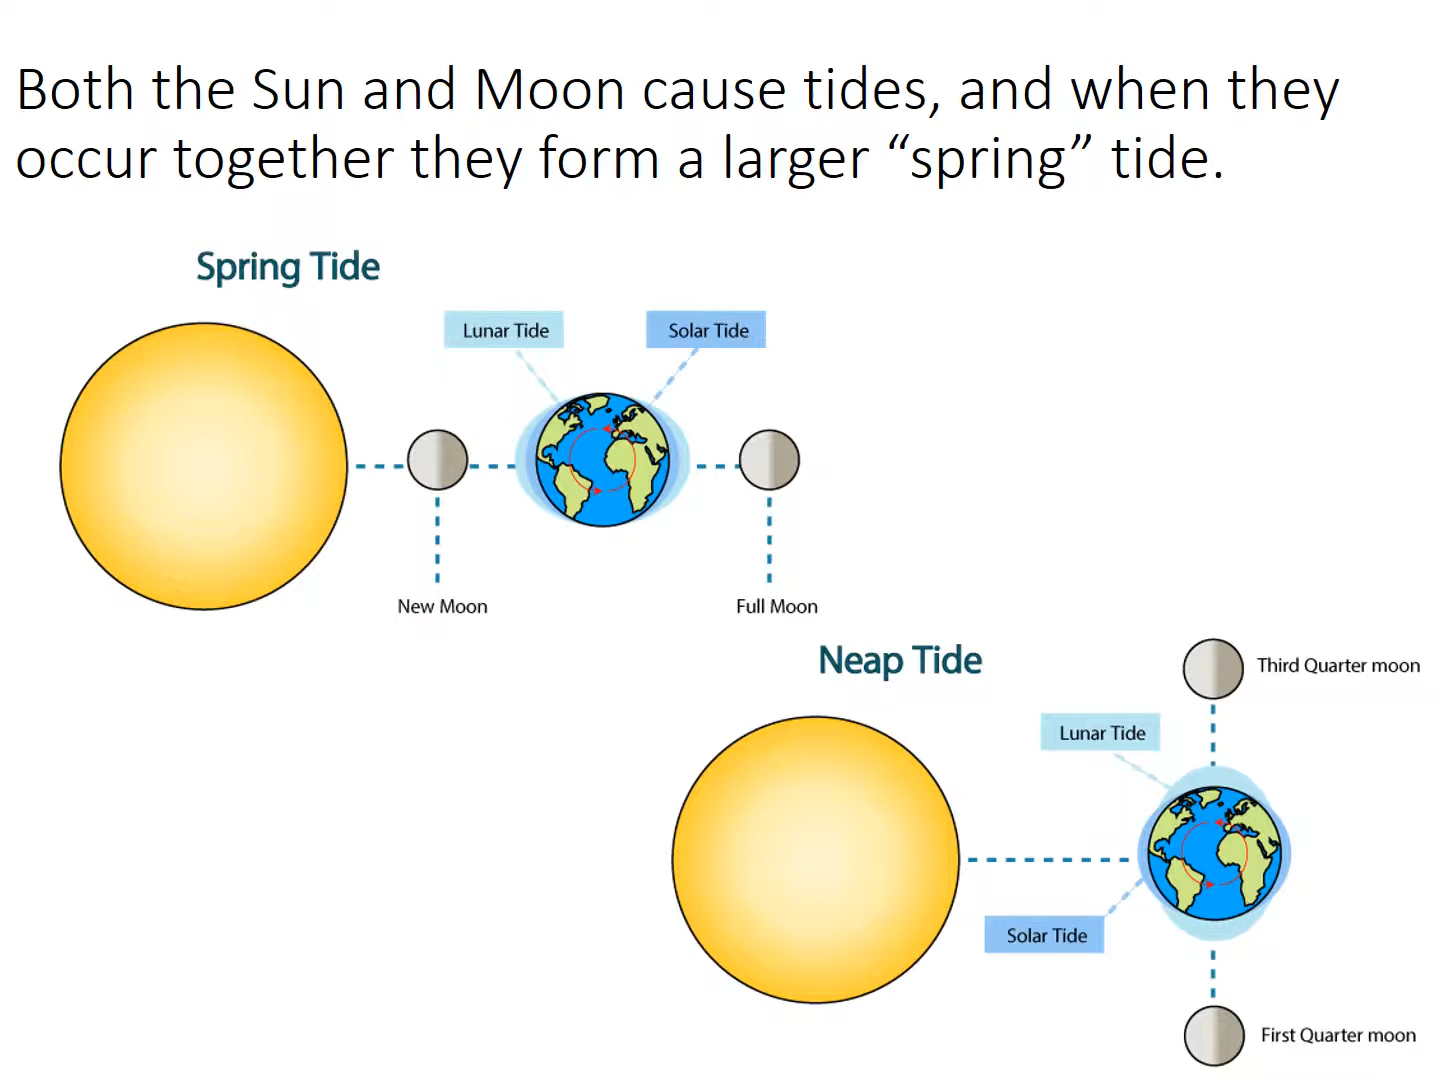 Both the Sun and Moon cause tides, and when they
occur together they form a larger “spring” tide.
Spring Tide
Lunar Tide
Solar Tide
New Moon
Full Moon
Neap Tide
Third Quarter moon
Lunar Tide
Solar Tide
First Quarter moon